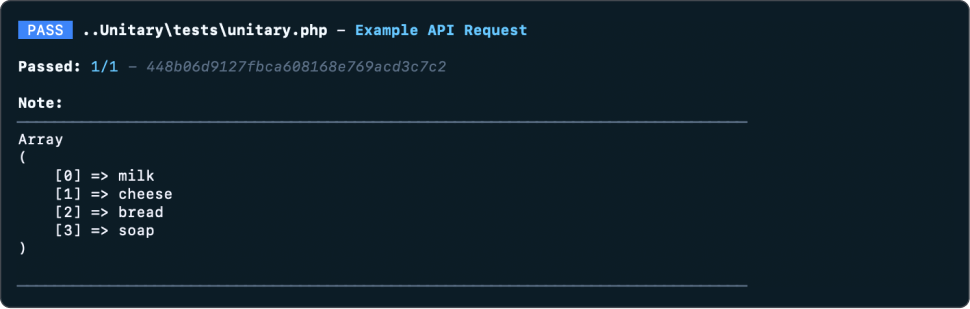 PASS ..Unitary\tests\unitary.php - Example API Request
Passed: 1/1 - 448b06d9127fbca608168e769acd3c7c2
Note:
Array
(
[0] => milk
[1] => cheese
[2] => bread
[3] => soap
)